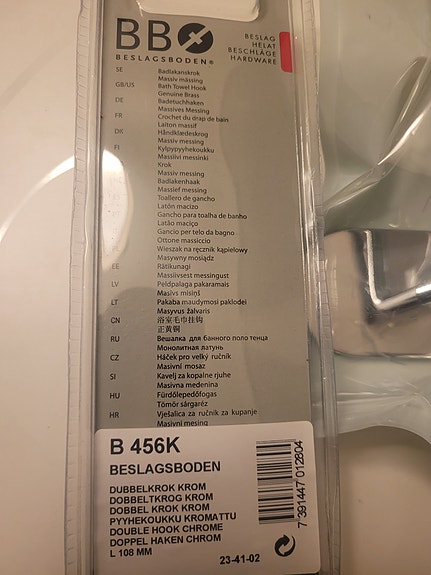 BB
BESLAGSBODEN®
BESLAG
HELAT
BESCHLÄGE
HARDWARE
SE Badlakanskrok
Massiv mässing
GB/US Bath Towel Hook
Genuine Brass
DE Badetuchhaken
Massives Messing
FR Crochet du drap de bain
Laiton massif
DK Håndklædeskrog
Massiv messing
FI Kylpypyyhekoukku
Massiivi messinki
Krok
Massiv messing
Badlakenhaak
Massief messing
Toallero de gancho
Latón macizo
Gancho para toalha de banho
Latão maciço
Gancio per telo da bagno
Ottone massiccio
Wieszak na ręcznik kąpielowy
Masywny mosiądz
EE Rätikunagi
Massiivsest messingust
LV Peldpalaga pakaramais
Masīvs misiņš
LT Pakaba maudymosi paklodei
Masyvus žalvaris
CN 浴室毛巾挂钩
正黄铜
RU Вешалка для банного поло тенца
Монолитная латунь
CZ Háček pro velký ručník
Masivní mosaz
SI Kavelj za kopalne rjuhe
Masivna medenina
HU Fürdőlepedőfogas
Tömör sárgaréz
HR Vješalica za ručnik za kupanje
Masivni mesing
B 456K
BESLAGSBODEN
DUBBELKROK KROM
DOBBELTKROG KROM
DOBBEL KROK KROM
PYYHEKOUKKU KROMATTU
DOUBLE HOOK CHROME
DOPPEL HAKEN CHROM
L 108 MM
23-41-02
7 391447 012804